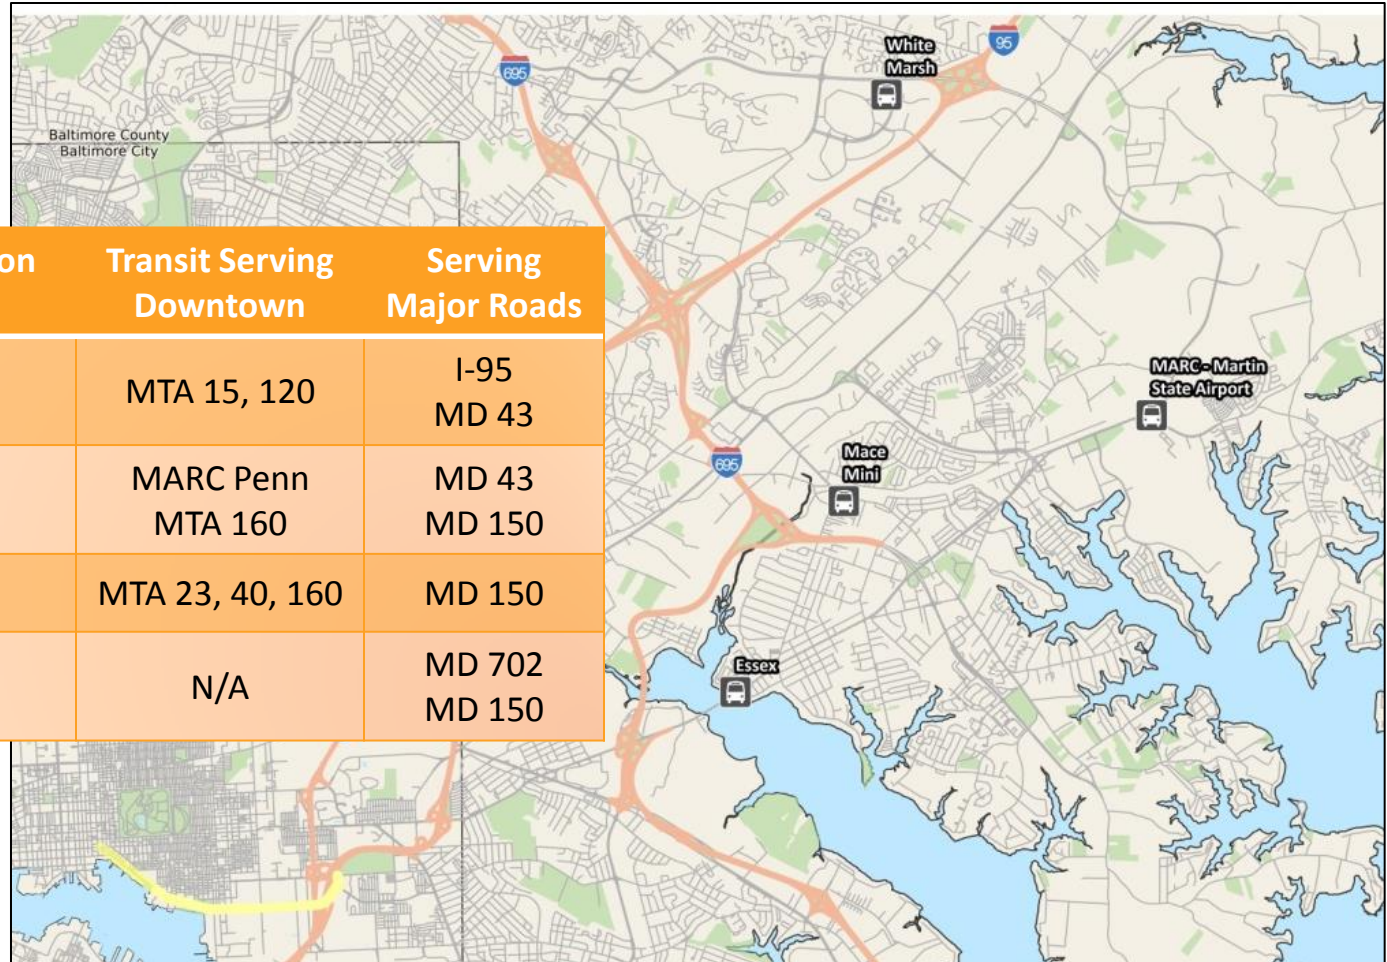 695
95
White
Marsh
Baltimore County
Baltimore City
on
Transit Serving
Downtown
Serving
Major Roads
MTA 15, 120
I-95
MD 43
MARC Penn
MTA 160
MD 43
MD 150
MTA 23, 40, 160
MD 150
N/A
MD 702
MD 150
MARC - Martin
State Airport
695
Mace
Mini
Essex